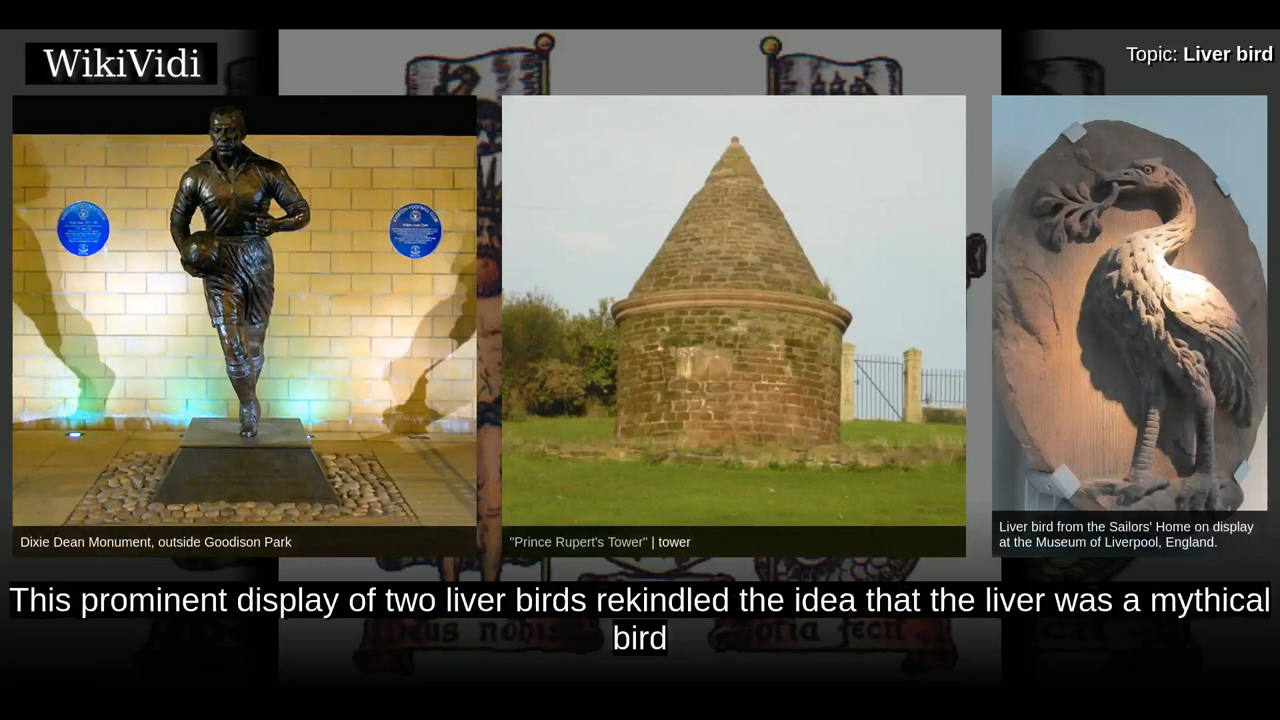 WikiVidi
Topic: Liver bird
Dixie Dean Monument, outside Goodison Park
"Prince Rupert's Tower" | tower
Liver bird from the Sailors' Home on display
at the Museum of Liverpool, England.
This prominent display of two liver birds rekindled the idea that the liver was a mythical
bird